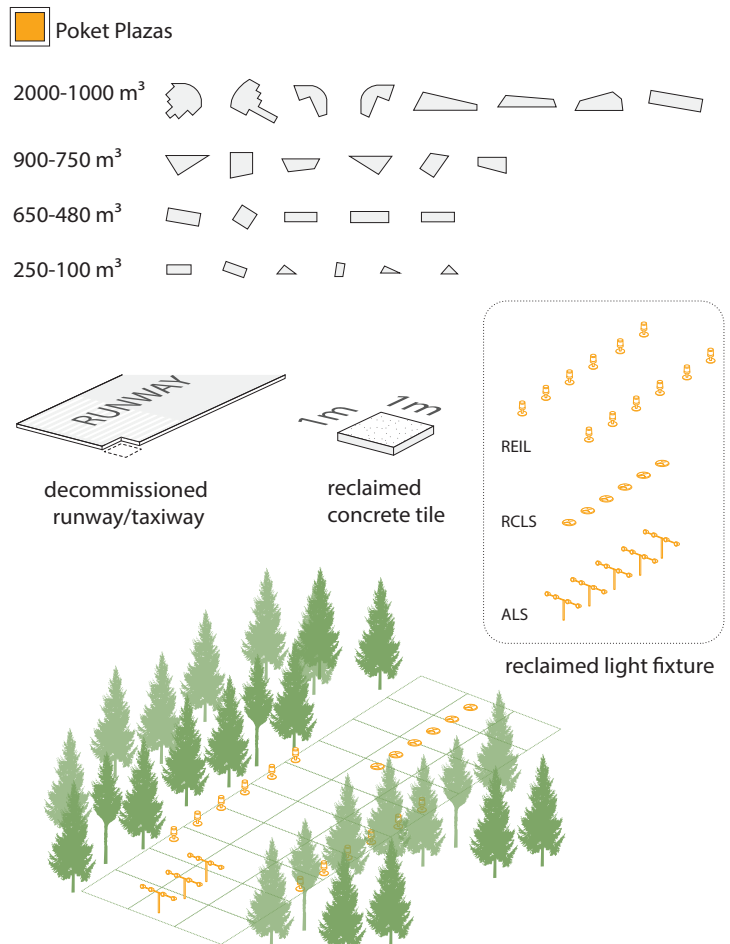 Poket Plazas
2000-1000 m³
900-750 m³
650-480 m³
250-100 m³
RUNWAY
1m
1m
decommissioned
runway/taxiway
reclaimed
concrete tile
REIL
RCLS
ALS
reclaimed light fixture